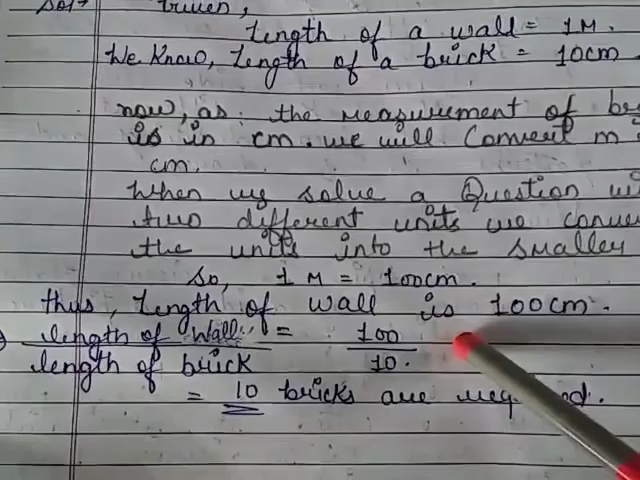 Sol→ Given,
Length of a wall = 1M.
We Know, Length of a brick = 10cm
now, as: the measurement of
is in cm. we will Convert m
cm.
When we solve a Question
two different units we
the units into the smaller
So, 1 M = 100cm.
thus, Length of wall is 100cm.
length of wall = 100
length of brick 10.
= 10 bricks are